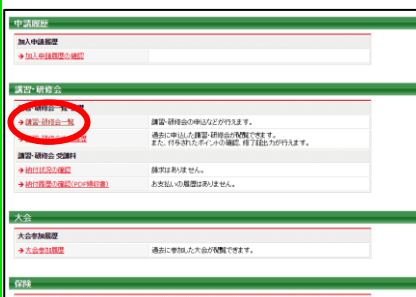 申請履歴
加入申請履歴
加入申請履歴の確認
講習・研修会
講習・研修会一覧
講習・研修会などの申込などが行えます。
過去に申込した講習・研修会が閲覧できます。
また、付与されたポイントの確認、修了証出力が行えます。
講習・研修会 受講料
納付状況の確認
請求はありません。
納付履歴の確認(PDF領収書)
お支払いの履歴はありません。
大会
大会参加履歴
大会参加履歴
過去に参加した大会が閲覧できます。
保険